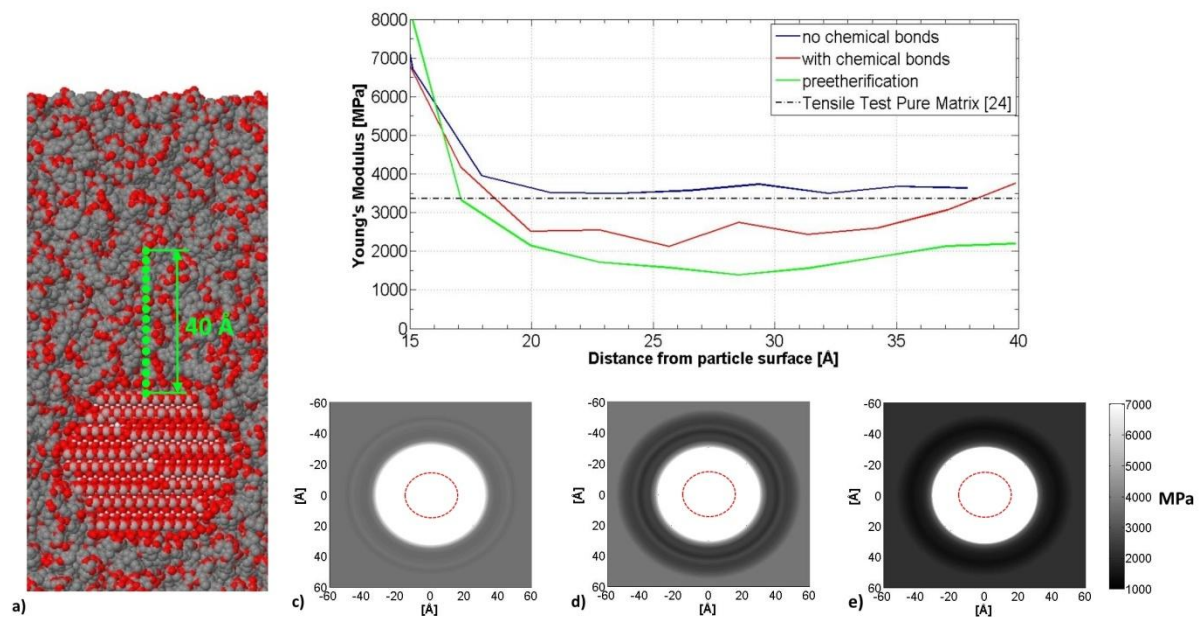 8000
7000
6000
5000
4000
3000
2000
1000
0
Young's Modulus [MPa]
no chemical bonds
with chemical bonds
preetherification
Tensile Test Pure Matrix [24]
15 20 25 30 35 40
Distance from particle surface [Å]
40 Å
a)
-60
-40
-20
0
20
40
60
[Å]
-60 -40 -20 0 20 40 60
[Å]
c)
-60
-40
-20
0
20
40
60
[Å]
-60 -40 -20 0 20 40 60
[Å]
d)
-60
-40
-20
0
20
40
60
[Å]
-60 -40 -20 0 20 40 60
[Å]
e)
7000
6000
5000
4000
3000
2000
1000
MPa